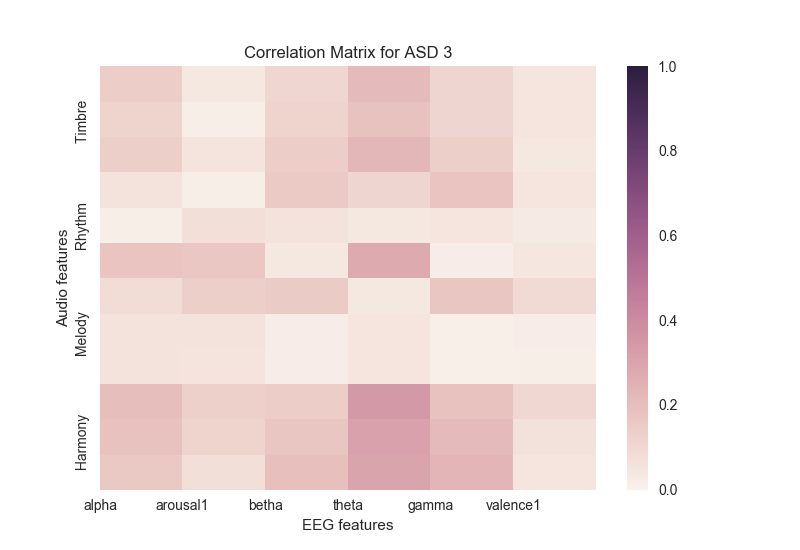 Correlation Matrix for ASD 3
Audio features
Timbre
Rhythm
Melody
Harmony
alpha arousal1 betha theta gamma valence1
EEG features
1.0
0.8
0.6
0.4
0.2
0.0